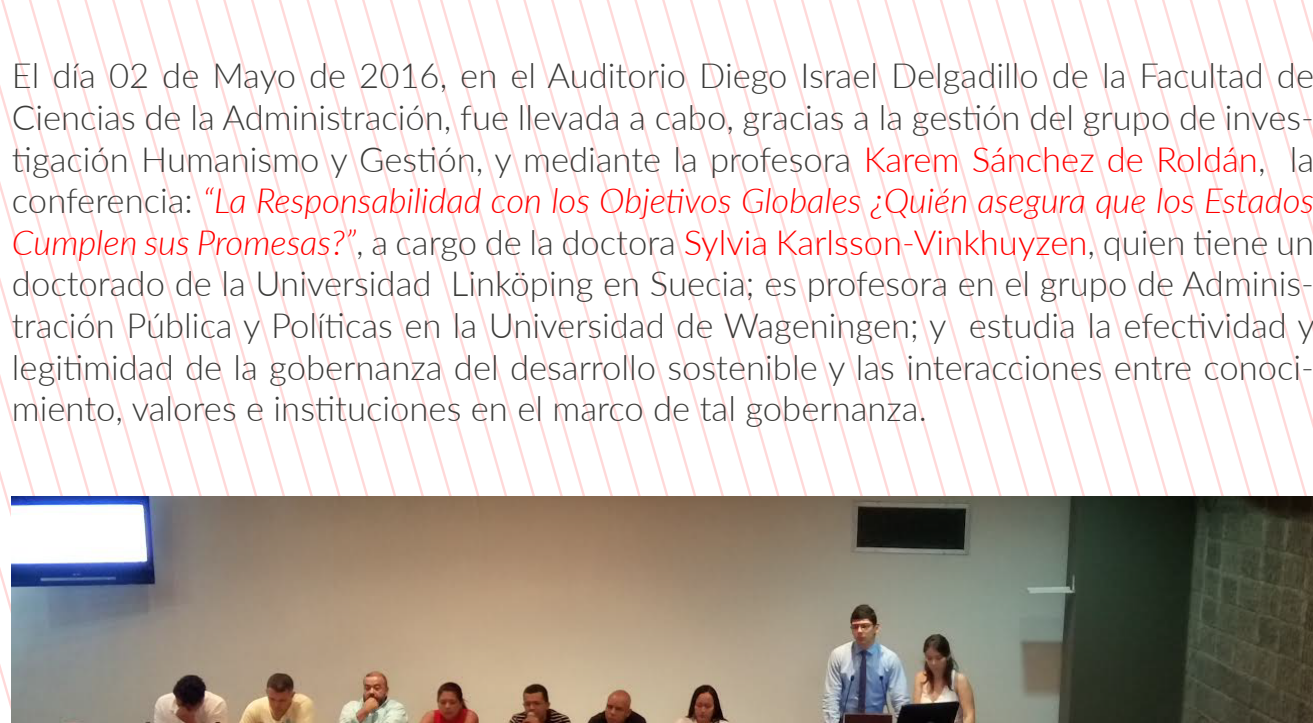 El día 02 de Mayo de 2016, en el Auditorio Diego Israel Delgadillo de la Facultad de
Ciencias de la Administración, fue llevada a cabo, gracias a la gestión del grupo de inves-
tigación Humanismo y Gestión, y mediante la profesora Karem Sánchez de Roldán,  la
conferencia: “La Responsabilidad con los Objetivos Globales ¿Quién asegura que los Estados
Cumplen sus Promesas?”, a cargo de la doctora Sylvia Karlsson-Vinkhuyzen, quien tiene un
doctorado de la Universidad  Linköping en Suecia; es profesora en el grupo de Adminis-
tración Pública y Políticas en la Universidad de Wageningen; y  estudia la efectividad y
legitimidad de la gobernanza del desarrollo sostenible y las interacciones entre conoci-
miento, valores e instituciones en el marco de tal gobernanza.